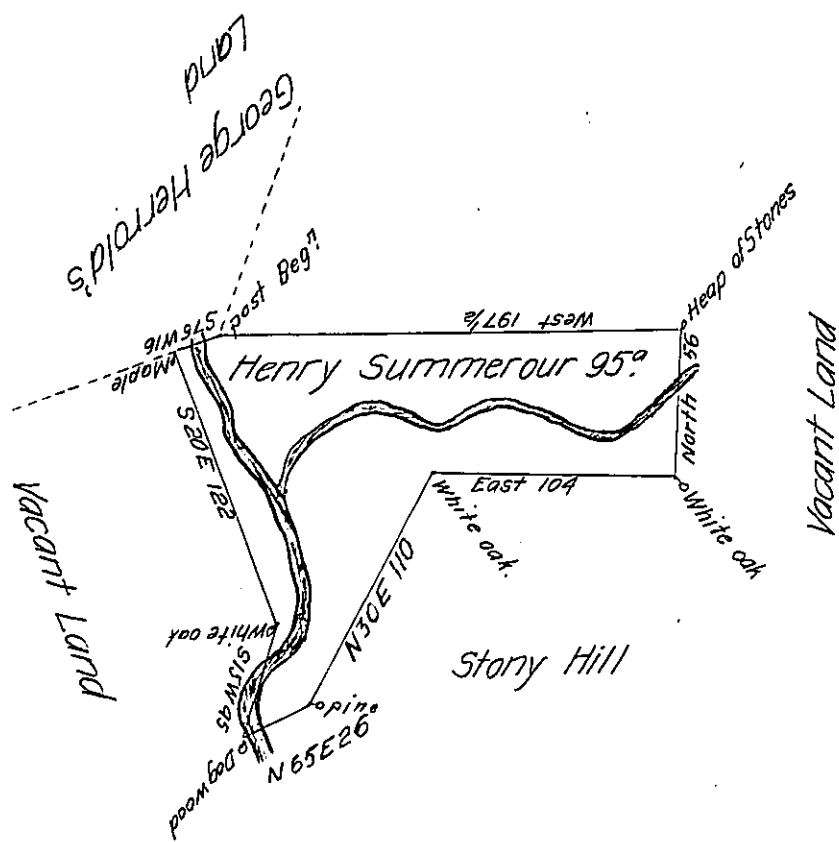 George Herrold's
Land
Post Beg.n
Heap of Stones
S75W16
Maple
West 197½
Henry Summerour 95a.
North 95
Vacant Land
S20E 122
East 104
White oak.
White oak
Vacant Land
White oak
N30E 110
Stony Hill
S15W45
pine
Dogwood
N65E26